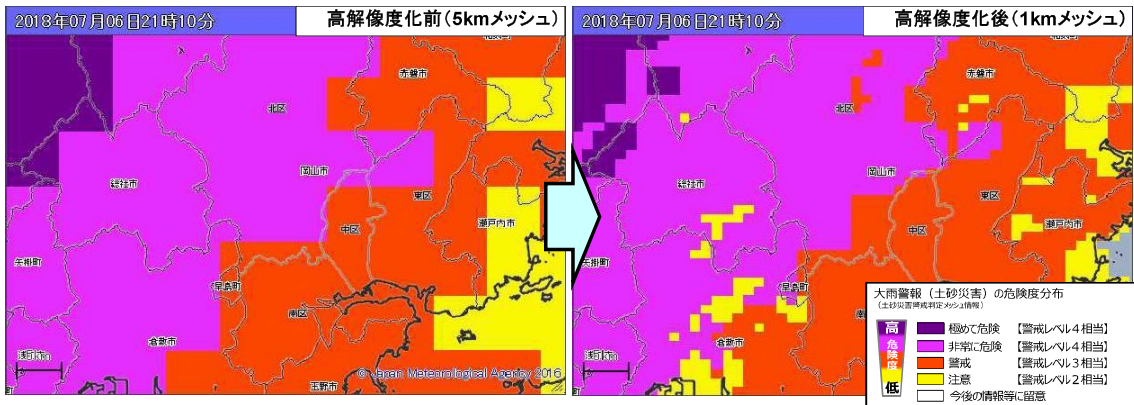 2018年07月06日21時10分
高解像度化前(5kmメッシュ)
赤磐市
北区
岡山市
総社市
東区
瀬戸内市
中区
矢掛町
早島町
南区
倉敷市
浅口市
玉野市
© Japan Meteorological Agency 2016
2018年07月06日21時10分
高解像度化後(1kmメッシュ)
赤磐市
北区
岡山市
総社市
東区
瀬戸内市
中区
矢掛町
早島町
倉敷市
大雨警報(土砂災害)の危険度分布
(土砂災害警戒判定メッシュ情報)
高
危険度
低
極めて危険 【警戒レベル4相当】
非常に危険 【警戒レベル4相当】
警戒 【警戒レベル3相当】
注意 【警戒レベル2相当】
今後の情報等に留意